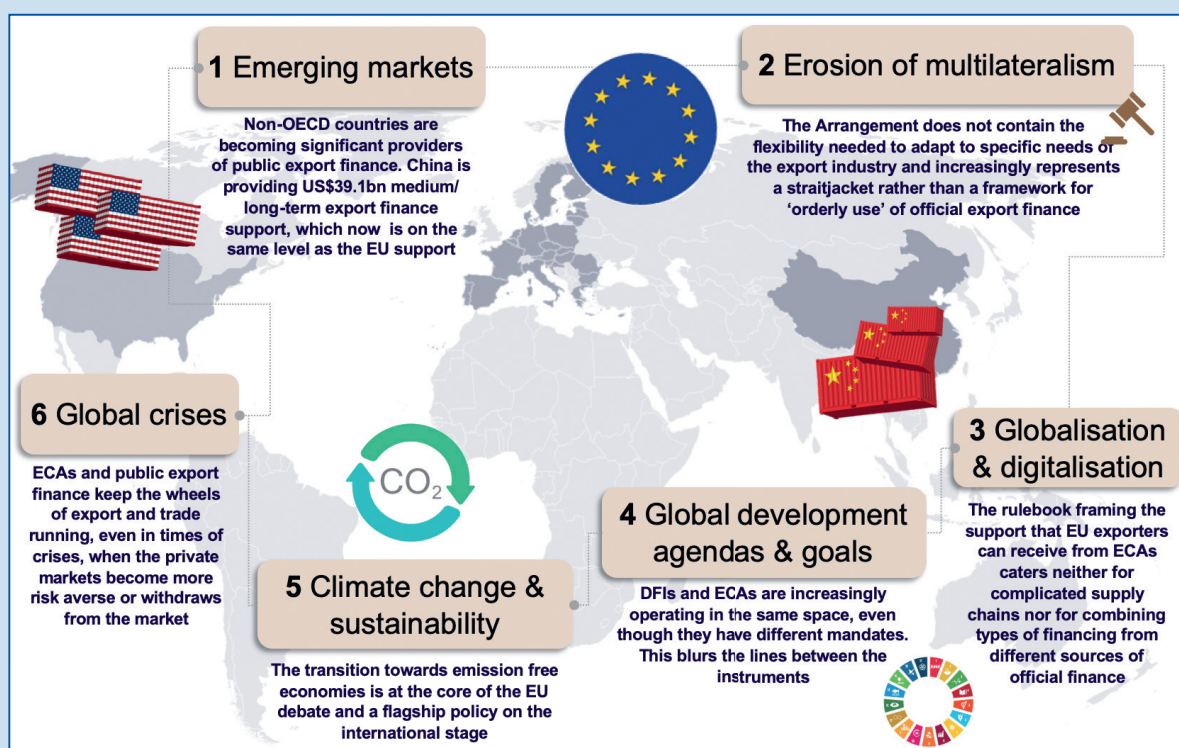 1 Emerging markets
Non-OECD countries are
becoming significant providers
of public export finance. China is
providing US$39.1bn medium/
long-term export finance
support, which now is on the
same level as the EU support
2 Erosion of multilateralism
The Arrangement does not contain the
flexibility needed to adapt to specific needs of
the export industry and increasingly represents
a straitjacket rather than a framework for
‘orderly use’ of official export finance
3 Globalisation
& digitalisation
The rulebook framing the
support that EU exporters
can receive from ECAs
caters neither for
complicated supply
chains nor for combining
types of financing from
different sources of
official finance
4 Global development
agendas & goals
DFIs and ECAs are increasingly
operating in the same space, even
though they have different mandates.
This blurs the lines between the
instruments
5 Climate change &
sustainability
The transition towards emission free
economies is at the core of the EU
debate and a flagship policy on the
international stage
6 Global crises
ECAs and public export
finance keep the wheels
of export and trade
running, even in times of
crises, when the private
markets become more
risk averse or withdraws
from the market
CO2